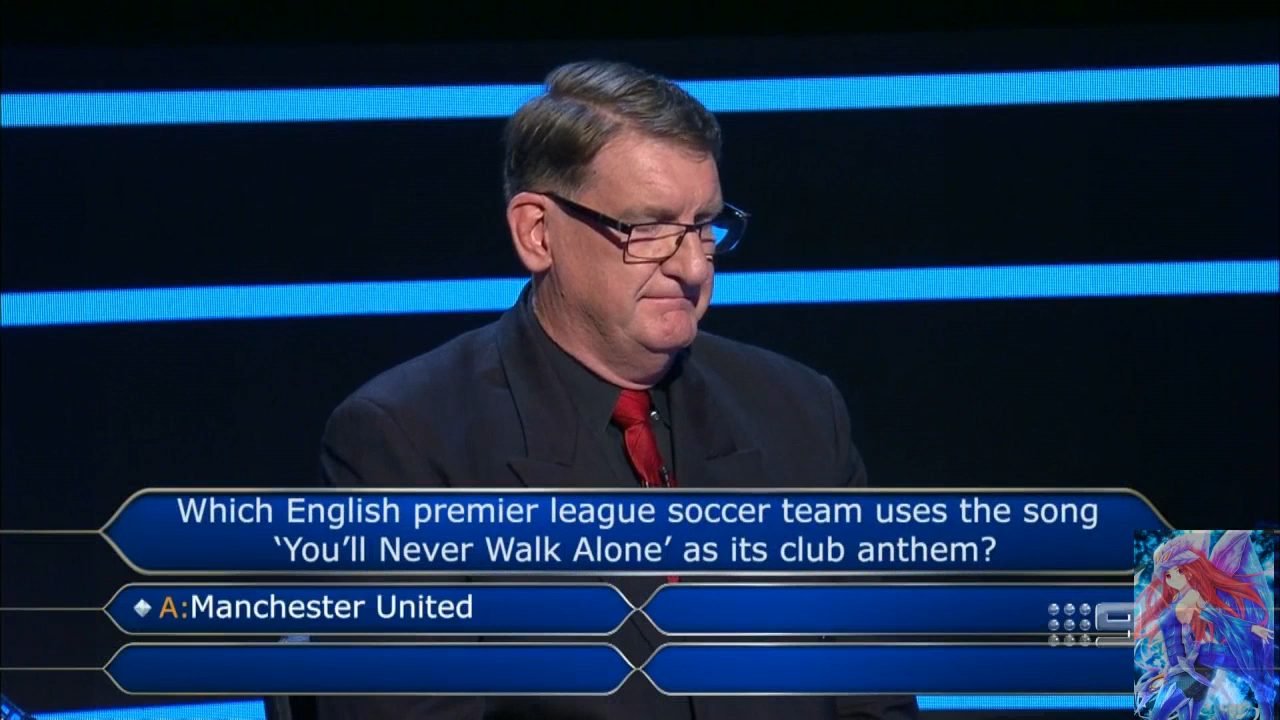 Which English premier league soccer team uses the song
‘You’ll Never Walk Alone’ as its club anthem?
A:Manchester United
9